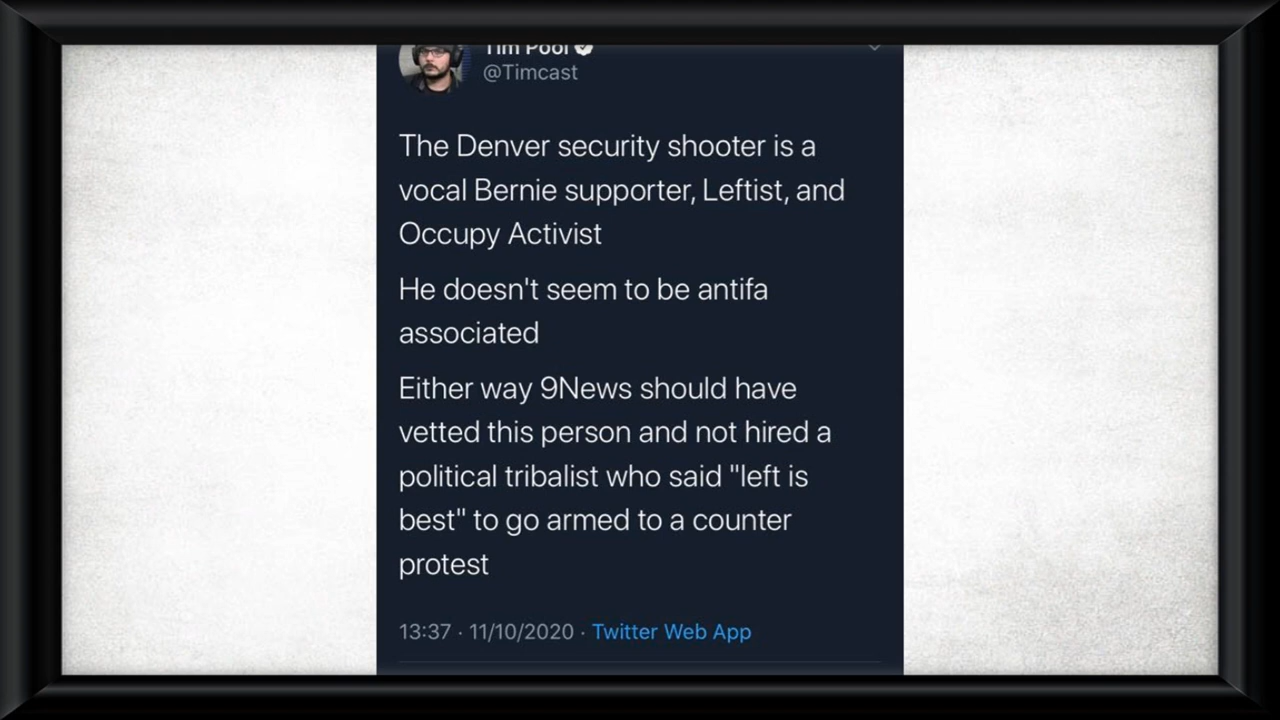 Tim Pool
@Timcast
The Denver security shooter is a
vocal Bernie supporter, Leftist, and
Occupy Activist
He doesn't seem to be antifa
associated
Either way 9News should have
vetted this person and not hired a
political tribalist who said "left is
best" to go armed to a counter
protest
13:37 · 11/10/2020 · Twitter Web App